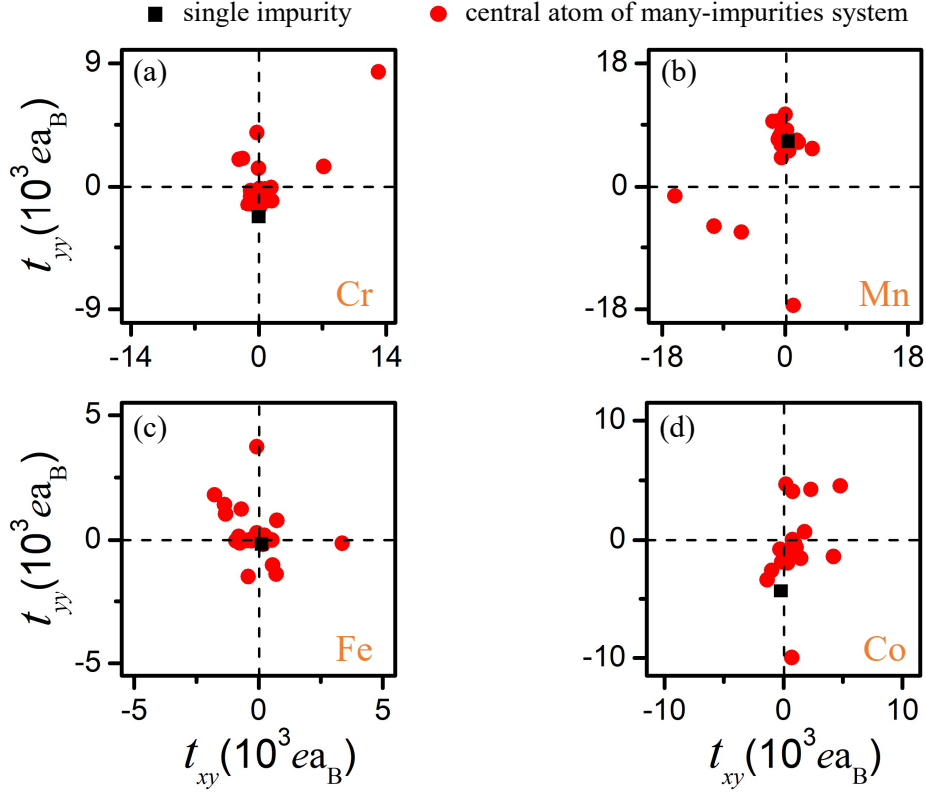 single impurity central atom of many-impurities system
(a)
9
0
-9
-14 0 14
t_yy (10^3 ea_B)
Cr
(b)
18
0
-18
-18 0 18
Mn
(c)
5
0
-5
-5 0 5
t_yy (10^3 ea_B)
t_xy (10^3 ea_B)
Fe
(d)
10
0
-10
-10 0 10
t_xy (10^3 ea_B)
Co